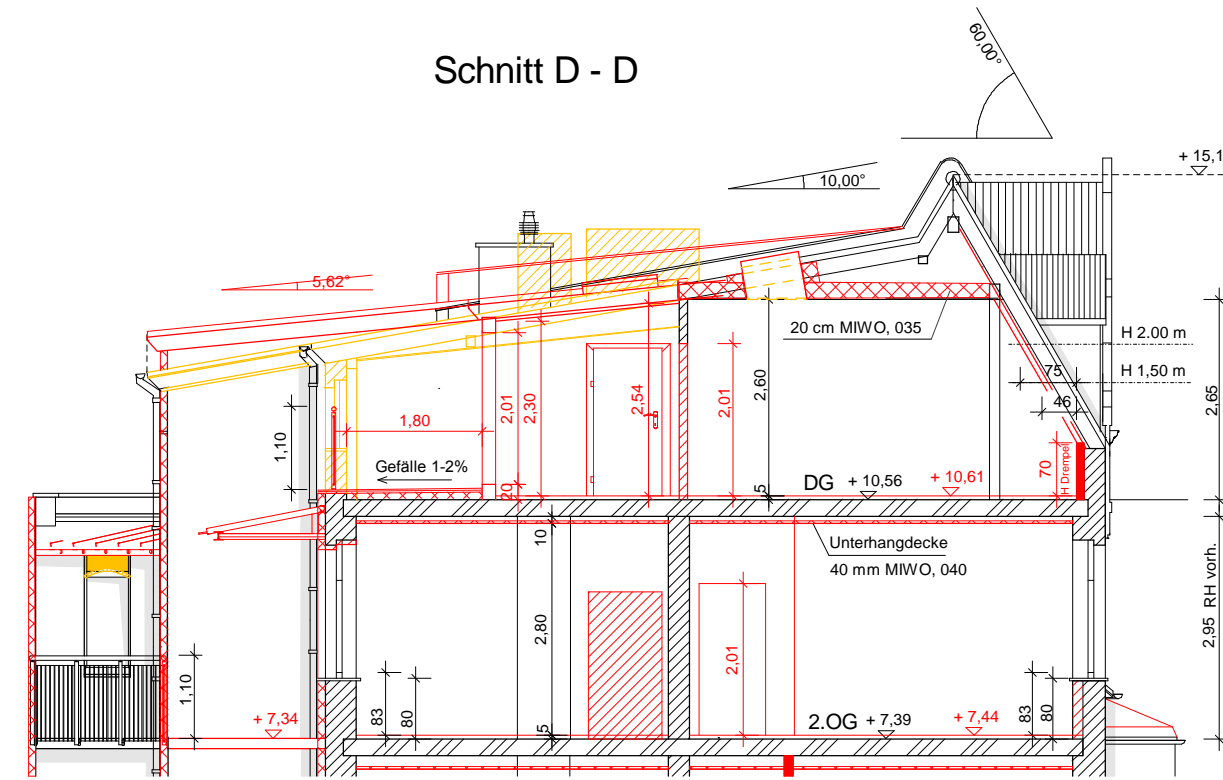 Schnitt D - D
60,00°
+ 15,1
10,00°
5,62°
20 cm MIWO, 035
H 2.00 m
H 1,50 m
75
46
2,65
1,10
1,80
2,01
2,30
2,54
2,01
2,60
Gefälle 1-2%
20
5
DG + 10,56
+ 10,61
70
H Drempel
10
Unterhangdecke
40 mm MIWO, 040
2,95 RH vorh.
2,80
2,01
1,10
+ 7,34
83
80
5
2.OG + 7,39
+ 7,44
83
80